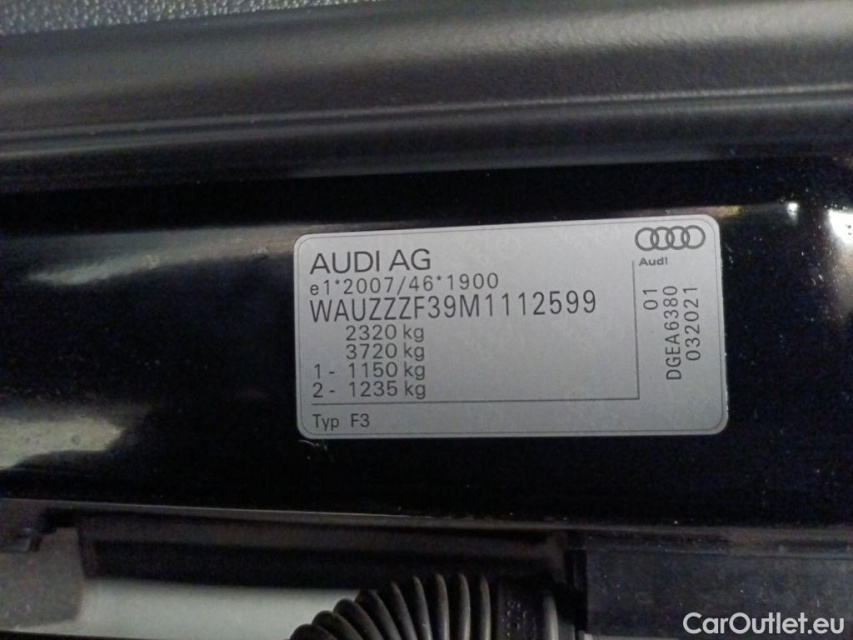 AUDI AG
e1*2007/46*1900
WAUZZZF39M1112599
2320 kg
3720 kg
1 - 1150 kg
2 - 1235 kg
Typ F3
Audi
01
DGEA6380
032021
CarOutlet.eu